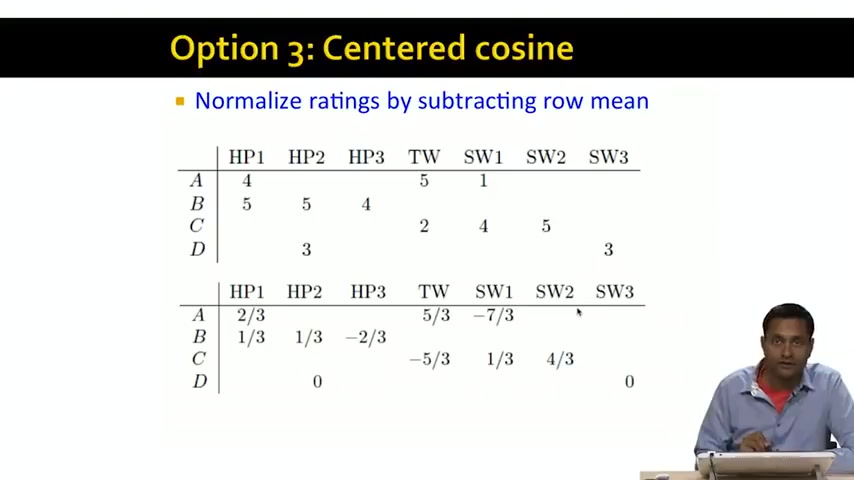 Option 3: Centered cosine
Normalize ratings by subtracting row mean
HP1 HP2 HP3 TW SW1 SW2 SW3
A 4 5 1
B 5 5 4
C 2 4 5
D 3 3
HP1 HP2 HP3 TW SW1 SW2 SW3
A 2/3 5/3 −7/3
B 1/3 1/3 −2/3
C −5/3 1/3 4/3
D 0 0